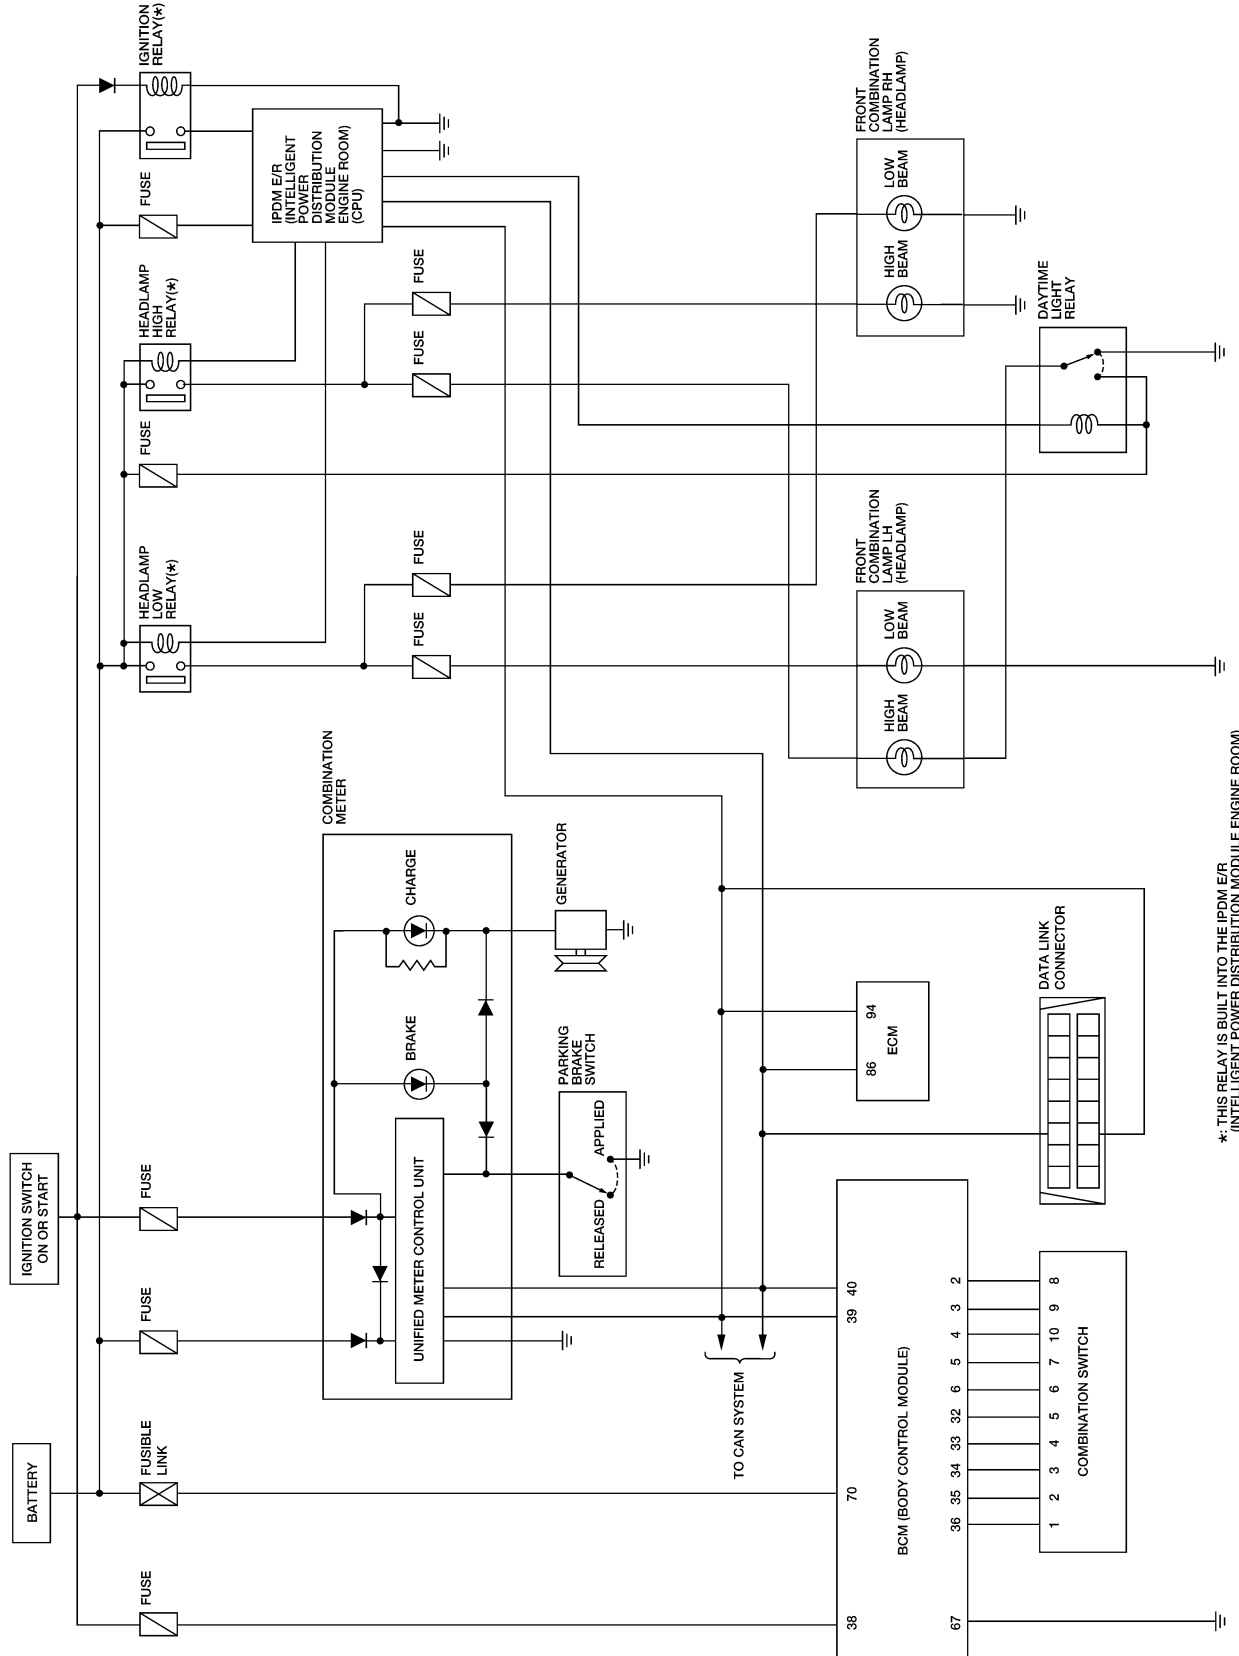 BATTERY
IGNITION SWITCH
ON OR START
FUSE
FUSIBLE
LINK
FUSE
FUSE
HEADLAMP
LOW
RELAY(*)
FUSE
HEADLAMP
HIGH
RELAY(*)
FUSE
IGNITION
RELAY(*)
IPDM E/R
(INTELLIGENT
POWER
DISTRIBUTION
MODULE
ENGINE ROOM)
(CPU)
COMBINATION
METER
UNIFIED METER CONTROL UNIT
BRAKE
CHARGE
FUSE
FUSE
FUSE
FUSE
PARKING
BRAKE
SWITCH
RELEASED
APPLIED
GENERATOR
TO CAN SYSTEM
BCM (BODY CONTROL MODULE)
38
70
39
40
67
36
35
34
33
32
6
5
4
3
2
ECM
86
94
FRONT
COMBINATION
LAMP LH
(HEADLAMP)
HIGH
BEAM
LOW
BEAM
FRONT
COMBINATION
LAMP RH
(HEADLAMP)
HIGH
BEAM
LOW
BEAM
COMBINATION SWITCH
1
2
3
4
5
6
7
10
9
8
DATA LINK
CONNECTOR
DAYTIME
LIGHT
RELAY
*: THIS RELAY IS BUILT INTO THE IPDM E/R
(INTELLIGENT POWER DISTRIBUTION MODULE ENGINE ROOM)